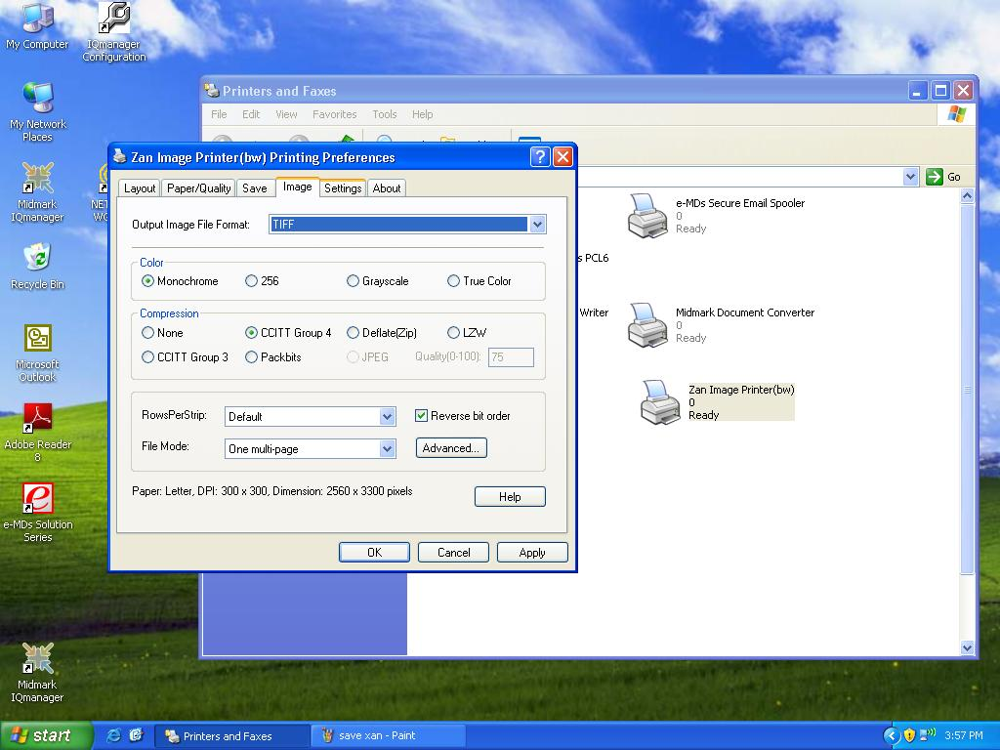 My Computer
IQmanager
Configuration
My Network
Places
Midmark
IQmanager
Recycle Bin
Microsoft
Outlook
Adobe Reader
8
e-MDs Solution
Series
Midmark
IQmanager
Printers and Faxes
File Edit View Favorites Tools Help
Go
e-MDs Secure Email Spooler
0
Ready
s PCL6
Writer
Midmark Document Converter
0
Ready
Zan Image Printer(bw)
0
Ready
Zan Image Printer(bw) Printing Preferences
Layout Paper/Quality Save Image Settings About
Output Image File Format: TIFF
Color
Monochrome 256 Grayscale True Color
Compression
None CCITT Group 4 Deflate(Zip) LZW
CCITT Group 3 Packbits JPEG Quality(0-100): 75
RowsPerStrip: Default Reverse bit order
File Mode: One multi-page Advanced...
Paper: Letter, DPI: 300 x 300, Dimension: 2560 x 3300 pixels
Help
OK Cancel Apply
start Printers and Faxes save xan - Paint 3:57 PM